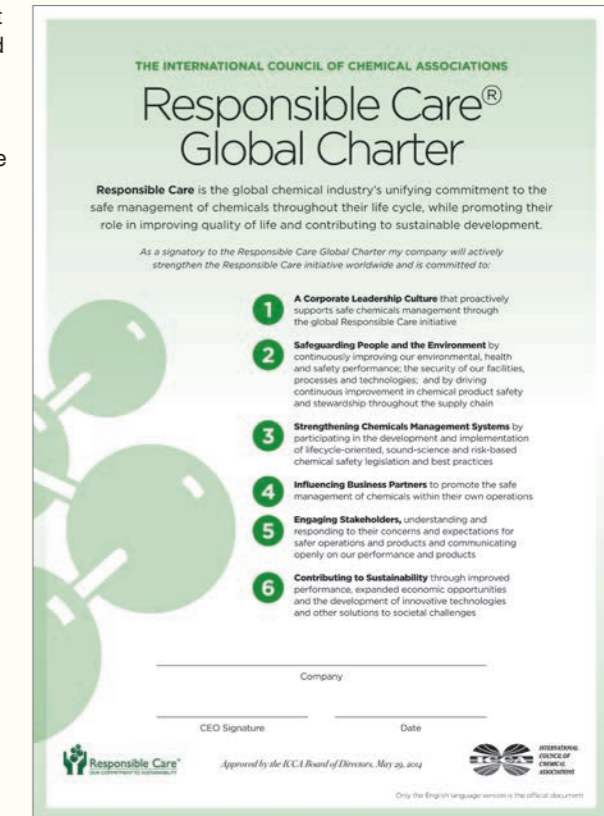 t
d
e
THE INTERNATIONAL COUNCIL OF CHEMICAL ASSOCIATIONS
Responsible Care®
Global Charter
Responsible Care is the global chemical industry's unifying commitment to the
safe management of chemicals throughout their life cycle, while promoting their
role in improving quality of life and contributing to sustainable development.
As a signatory to the Responsible Care Global Charter my company will actively
strengthen the Responsible Care initiative worldwide and is committed to:
1 A Corporate Leadership Culture that proactively
supports safe chemicals management through
the global Responsible Care initiative
2 Safeguarding People and the Environment by
continuously improving our environmental, health
and safety performance; the security of our facilities,
processes and technologies; and by driving
continuous improvement in chemical product safety
and stewardship throughout the supply chain
3 Strengthening Chemicals Management Systems by
participating in the development and implementation
of lifecycle-oriented, sound-science and risk-based
chemical safety legislation and best practices
4 Influencing Business Partners to promote the safe
management of chemicals within their own operations
5 Engaging Stakeholders, understanding and
responding to their concerns and expectations for
safer operations and products and communicating
openly on our performance and products
6 Contributing to Sustainability through improved
performance, expanded economic opportunities
and the development of innovative technologies
and other solutions to societal challenges
Company
CEO Signature Date
Responsible Care®
OUR COMMITMENT TO SUSTAINABILITY
Approved by the ICCA Board of Directors, May 29, 2014
ICCA
INTERNATIONAL
COUNCIL OF
CHEMICAL
ASSOCIATIONS
Only the English language version is the official document